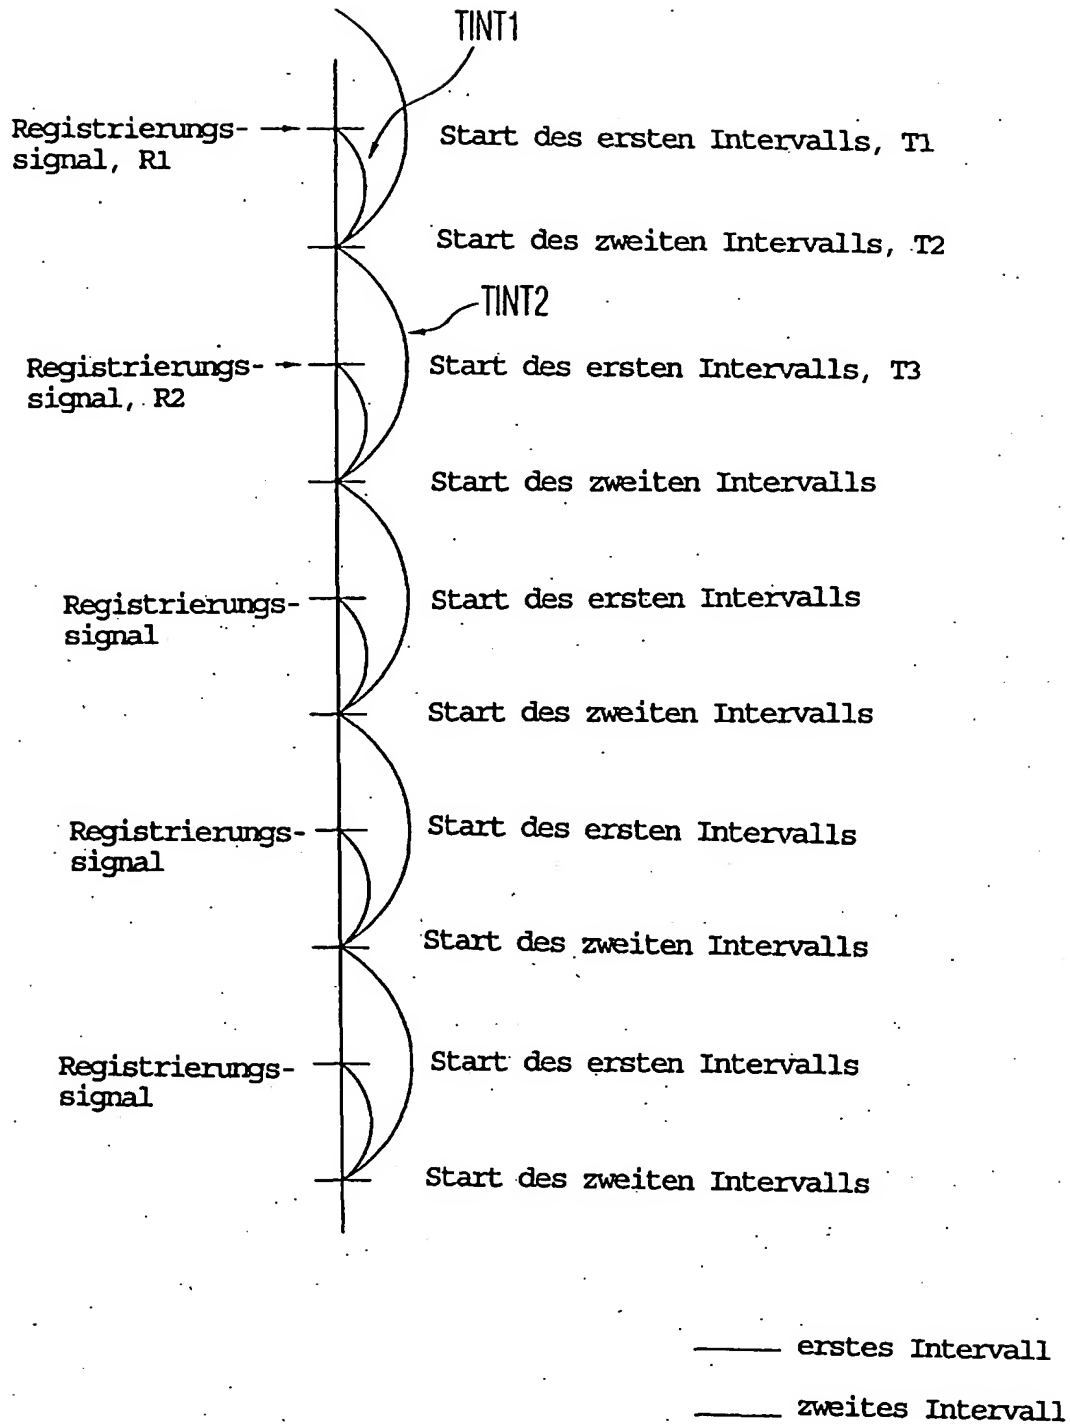 TINT1
Registrierungs-
signal, R1
Start des ersten Intervalls, T1
Start des zweiten Intervalls, T2
TINT2
Registrierungs-
signal, R2
Start des ersten Intervalls, T3
Start des zweiten Intervalls
Registrierungs-
signal
Start des ersten Intervalls
Start des zweiten Intervalls
Registrierungs-
signal
Start des ersten Intervalls
Start des zweiten Intervalls
Registrierungs-
signal
Start des ersten Intervalls
Start des zweiten Intervalls
erstes Intervall
zweites Intervall